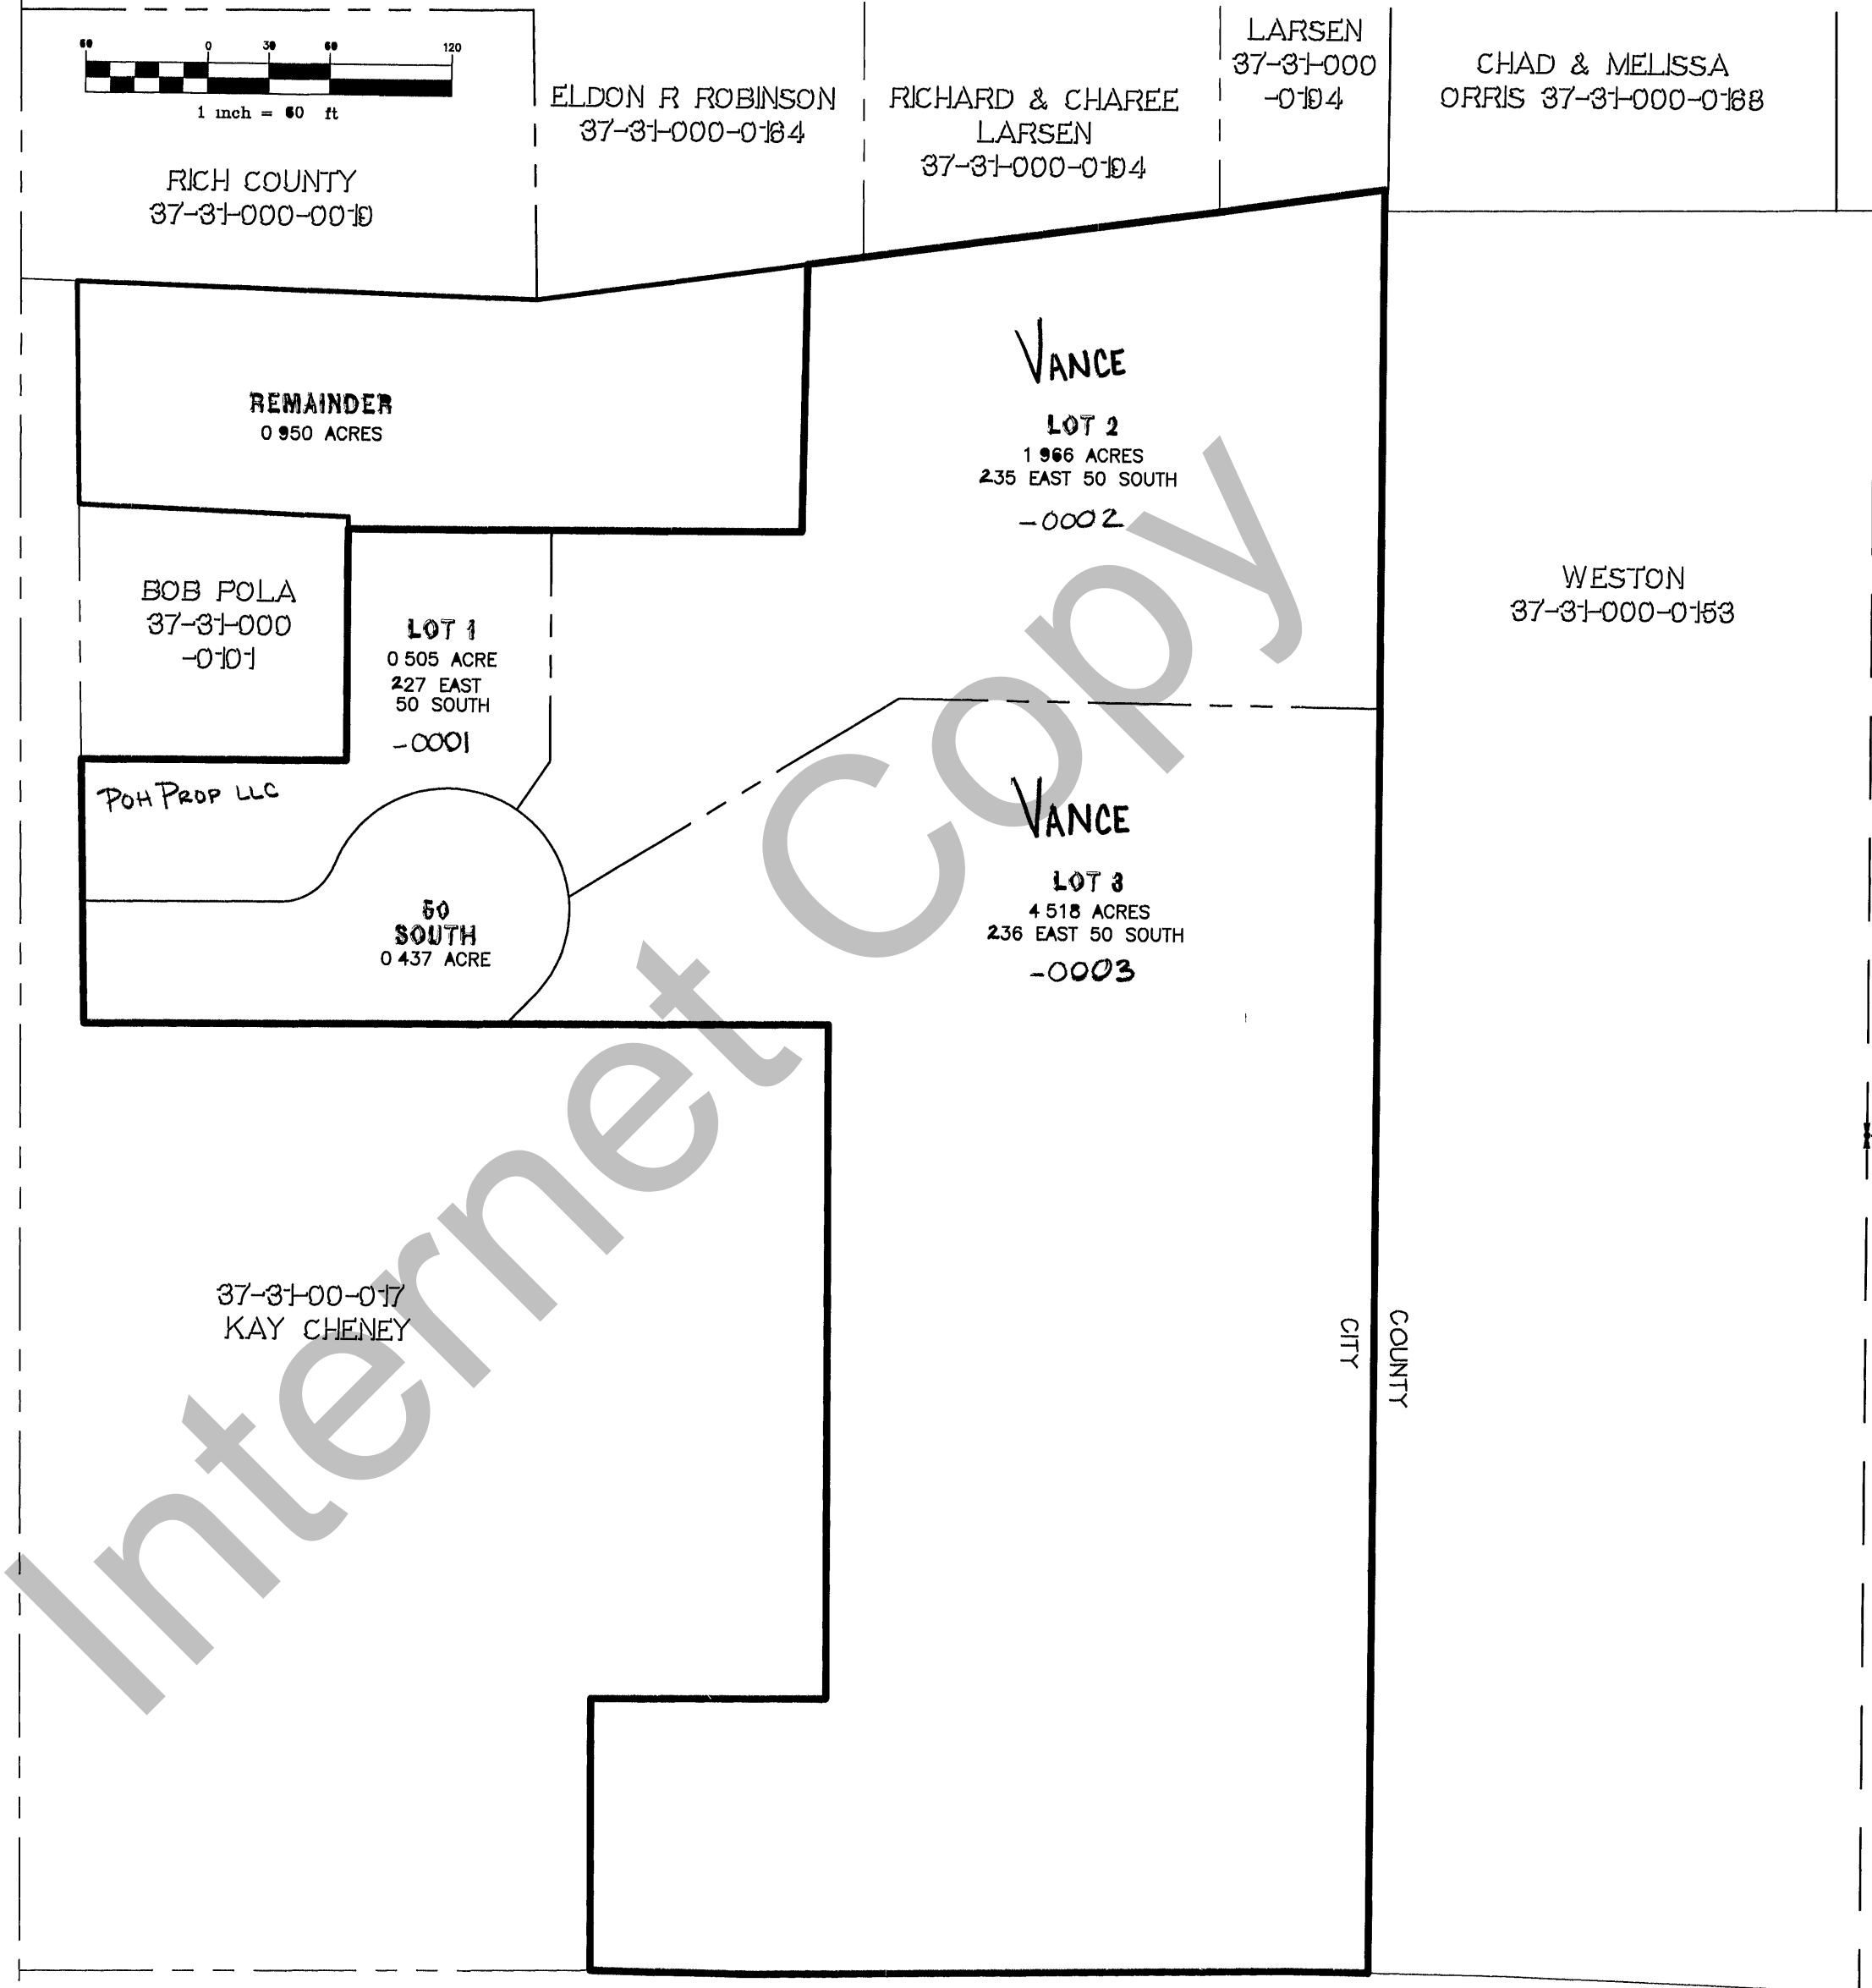 60 0 30 60 120
1 inch = 60 ft
RICH COUNTY
37-31-000-0010
ELDON R ROBINSON
37-31-000-0164
RICHARD & CHAREE
LARSEN
37-31-000-0104
LARSEN
37-31-000
-0104
CHAD & MELISSA
ORRIS 37-31-000-0168
REMAINDER
0 950 ACRES
VANCE
LOT 2
1 966 ACRES
235 EAST 50 SOUTH
-0002
BOB POLA
37-31-000
-0101
LOT 1
0 505 ACRE
227 EAST
50 SOUTH
-0001
WESTON
37-31-000-0153
POH PROP LLC
50
SOUTH
0 437 ACRE
VANCE
LOT 3
4 518 ACRES
236 EAST 50 SOUTH
-0003
37-31-00-017
KAY CHENEY
CITY
COUNTY
Internet Copy